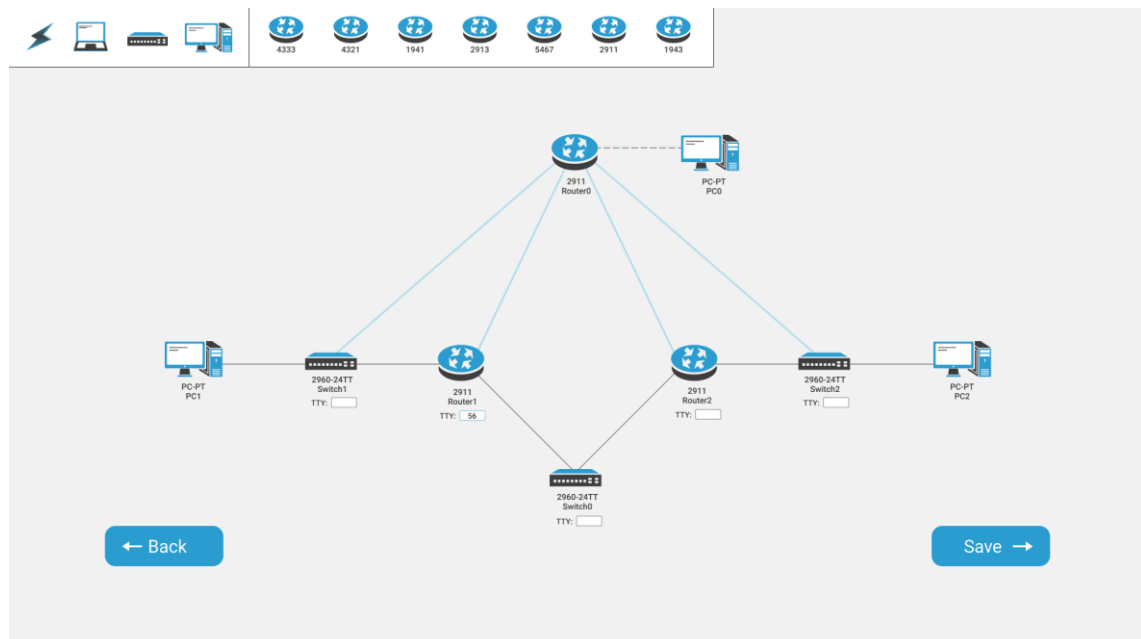 4333 4321 1941 2913 5467 2911 1943
2911
Router0
PC-PT
PC0
PC-PT
PC1
2960-24TT
Switch1
TTY:
2911
Router1
TTY: 56
2911
Router2
TTY:
2960-24TT
Switch2
TTY:
PC-PT
PC2
2960-24TT
Switch0
TTY:
← Back
Save →